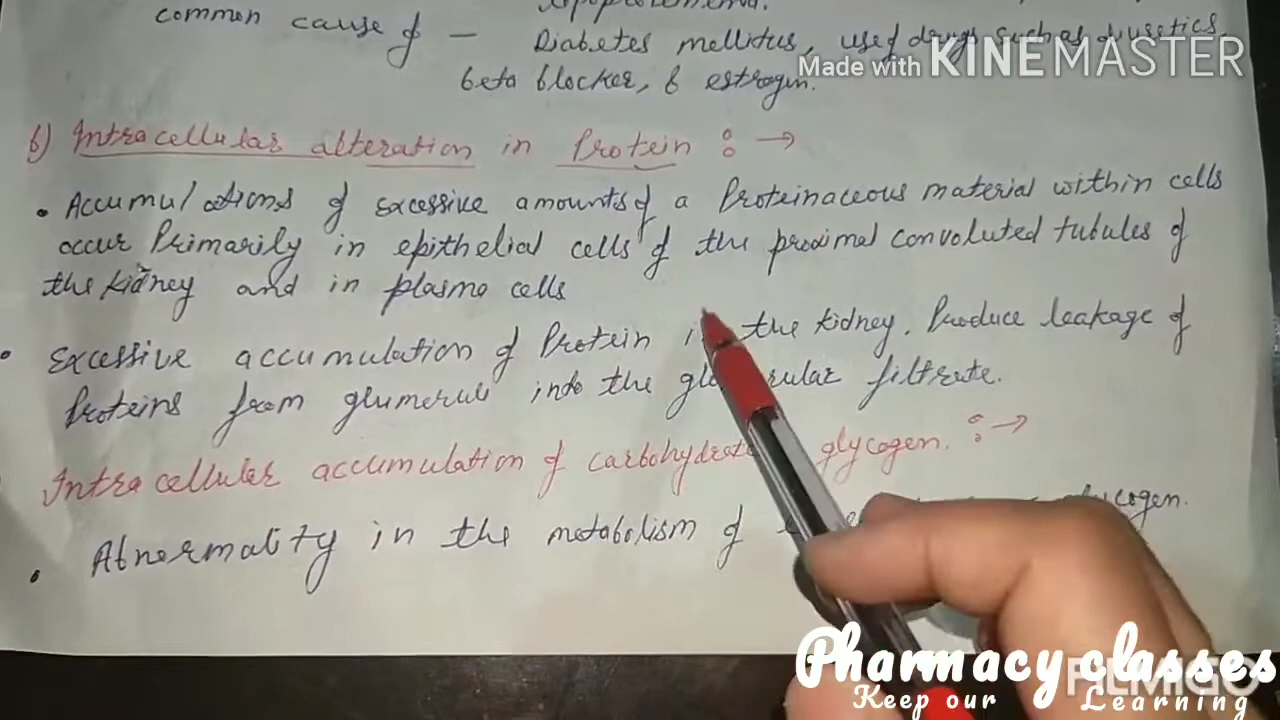 common cause of – Diabetes mellitus, use of drugs such as diuretics,
beta blocker, & estrogen.
Made with KINEMASTER
b) Intracellular alteration in Protein :→
• Accumulations of excessive amounts of a Proteinaceous material within cells
occur Primarily in epithelial cells of the proximal convoluted tubules of
the kidney and in plasma cells
• Excessive accumulation of Protein in the kidney. Produce leakage of
Proteins from glumerule into the filtrate.
Intracellular accumulation of carbohydrate glycogen. :→
• Abnormality in the metabolism of glycogen.
Pharmacy classes
Keep our Learning
FILMIGO